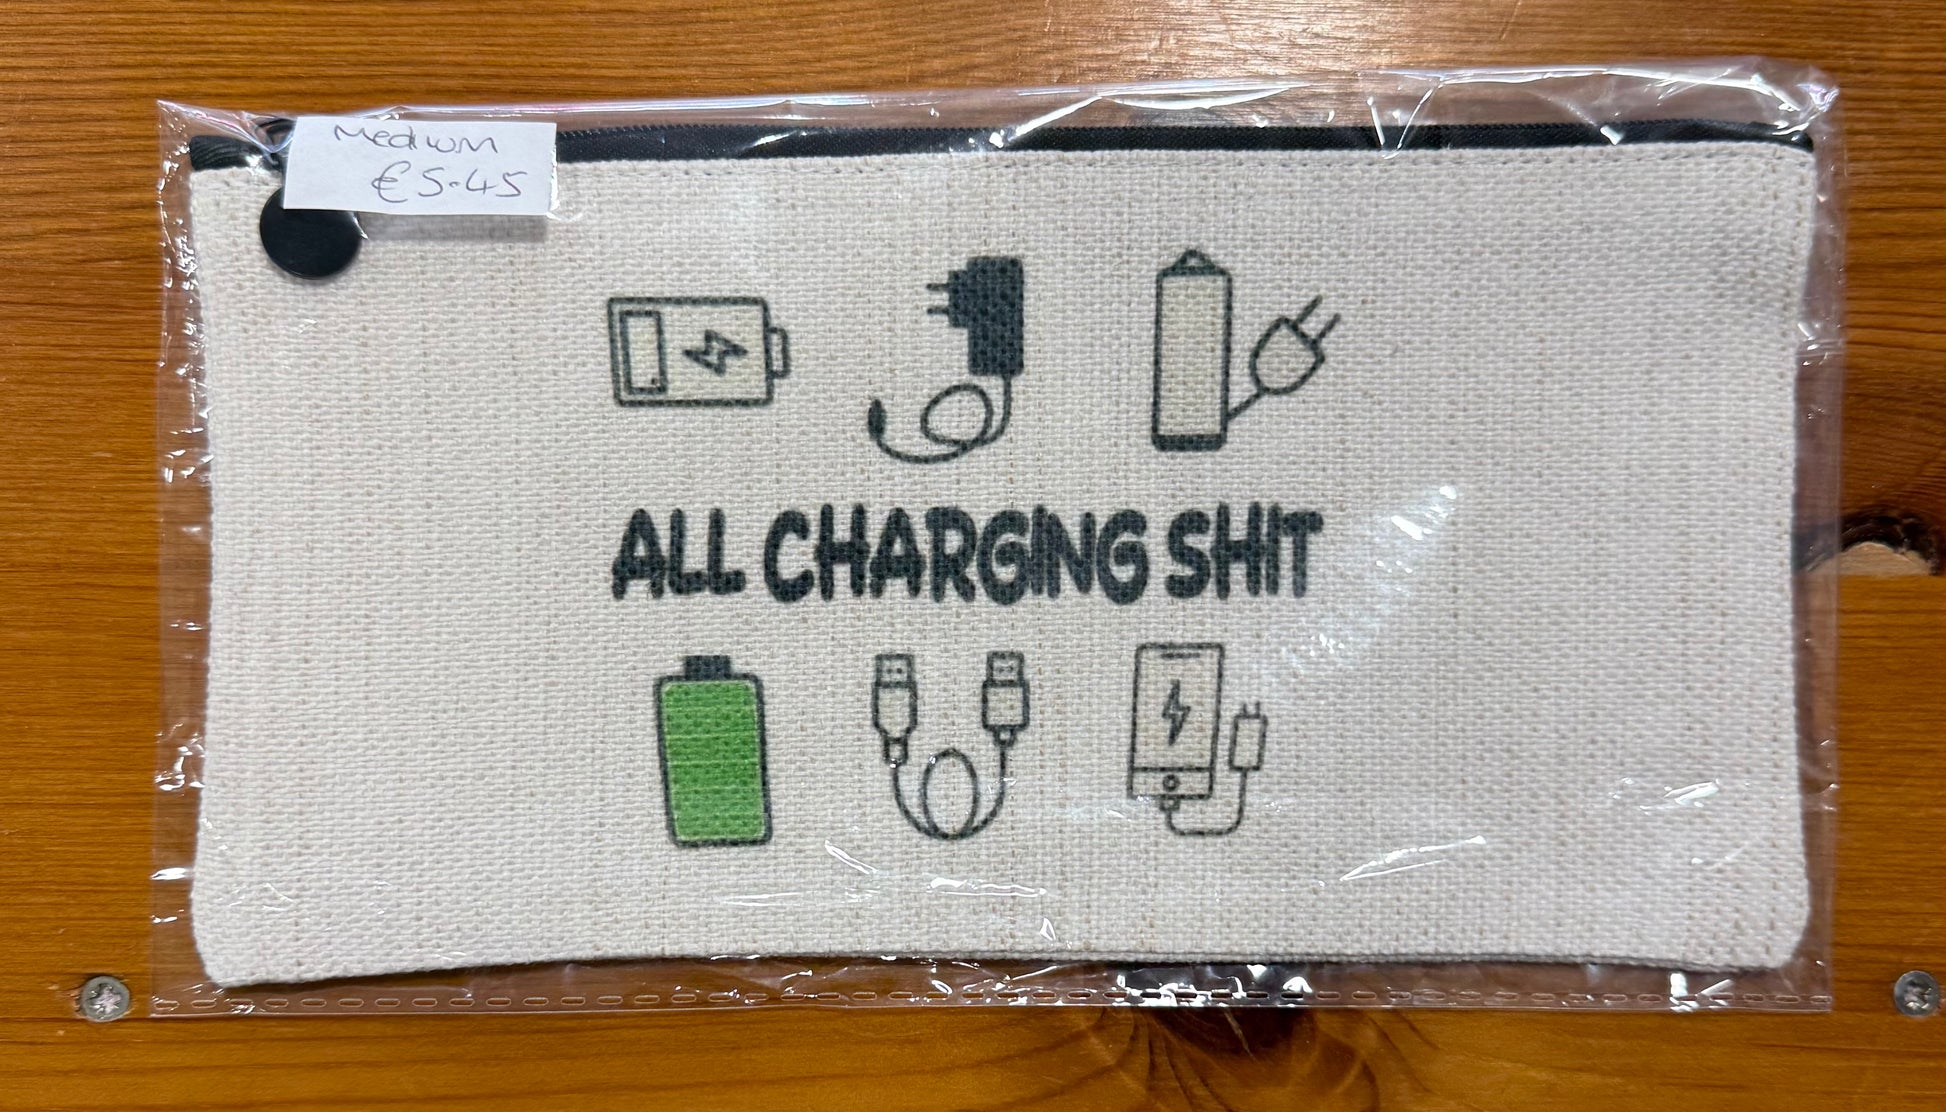 Medium
€5.45
ALL CHARGING SHIT